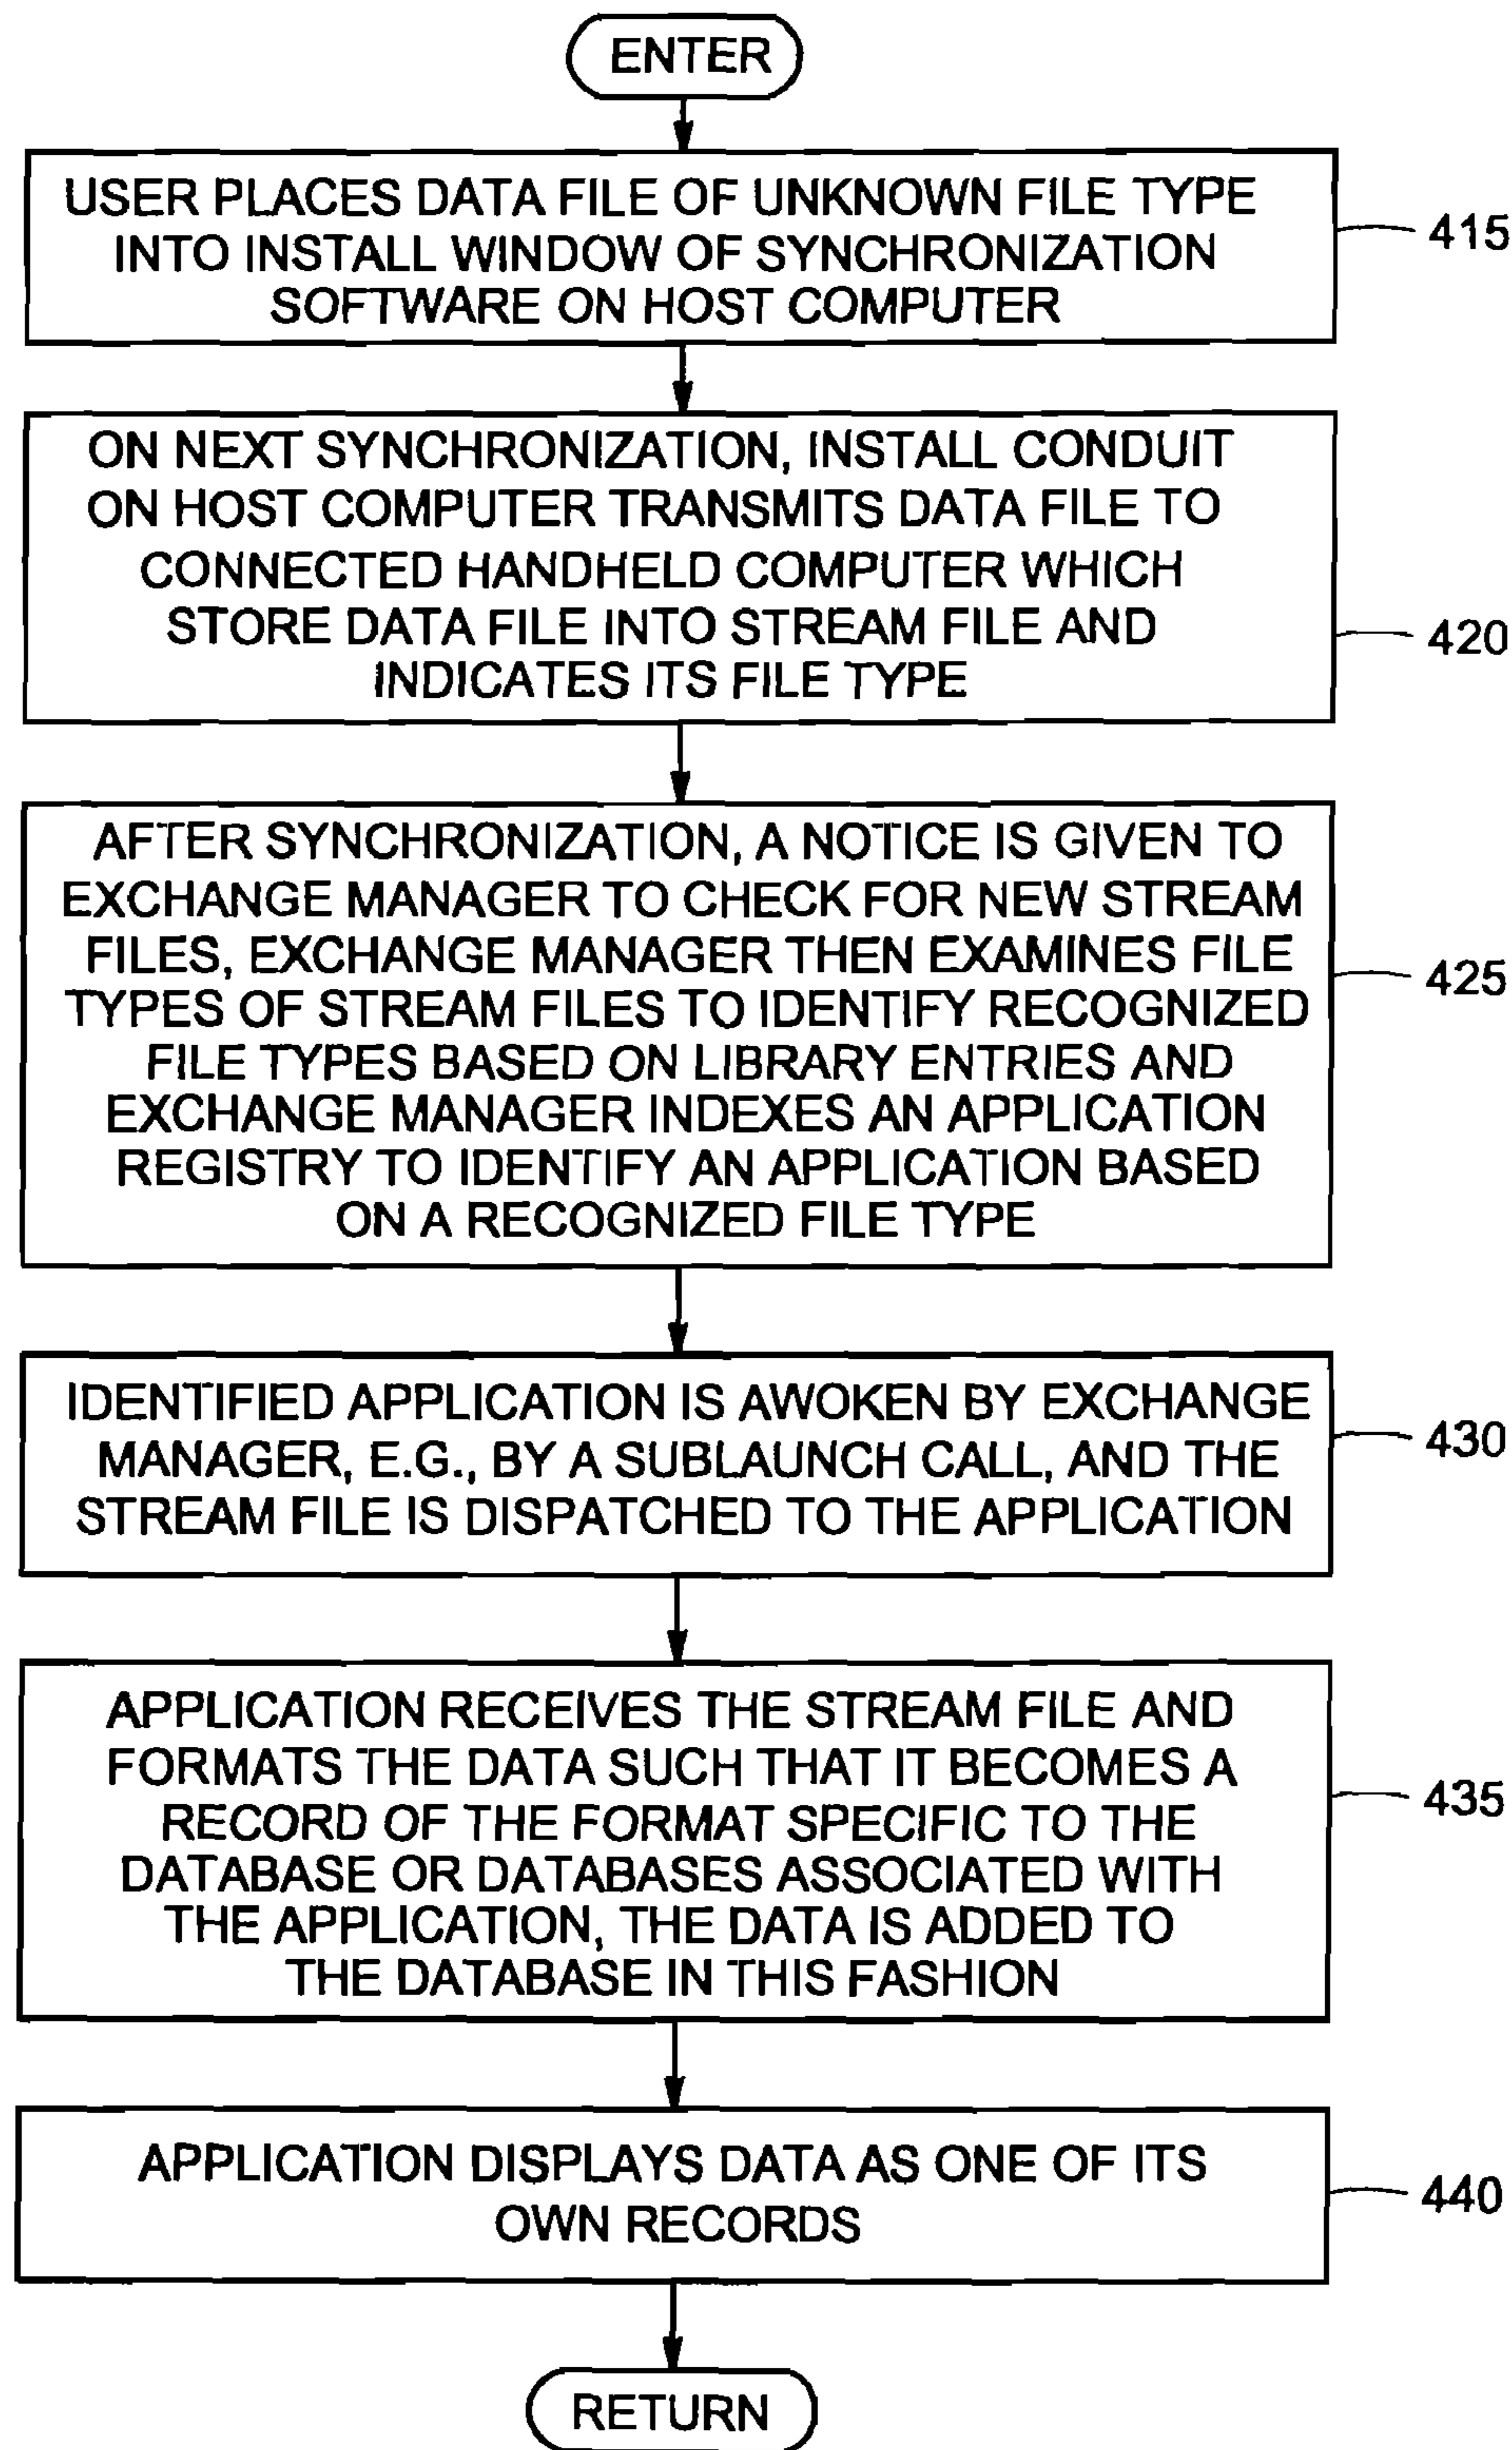 ENTER
USER PLACES DATA FILE OF UNKNOWN FILE TYPE
INTO INSTALL WINDOW OF SYNCHRONIZATION
SOFTWARE ON HOST COMPUTER
415
ON NEXT SYNCHRONIZATION, INSTALL CONDUIT
ON HOST COMPUTER TRANSMITS DATA FILE TO
CONNECTED HANDHELD COMPUTER WHICH
STORE DATA FILE INTO STREAM FILE AND
INDICATES ITS FILE TYPE
420
AFTER SYNCHRONIZATION, A NOTICE IS GIVEN TO
EXCHANGE MANAGER TO CHECK FOR NEW STREAM
FILES, EXCHANGE MANAGER THEN EXAMINES FILE
TYPES OF STREAM FILES TO IDENTIFY RECOGNIZED
FILE TYPES BASED ON LIBRARY ENTRIES AND
EXCHANGE MANAGER INDEXES AN APPLICATION
REGISTRY TO IDENTIFY AN APPLICATION BASED
ON A RECOGNIZED FILE TYPE
425
IDENTIFIED APPLICATION IS AWOKEN BY EXCHANGE
MANAGER, E.G., BY A SUBLAUNCH CALL, AND THE
STREAM FILE IS DISPATCHED TO THE APPLICATION
430
APPLICATION RECEIVES THE STREAM FILE AND
FORMATS THE DATA SUCH THAT IT BECOMES A
RECORD OF THE FORMAT SPECIFIC TO THE
DATABASE OR DATABASES ASSOCIATED WITH
THE APPLICATION, THE DATA IS ADDED TO
THE DATABASE IN THIS FASHION
435
APPLICATION DISPLAYS DATA AS ONE OF ITS
OWN RECORDS
440
RETURN